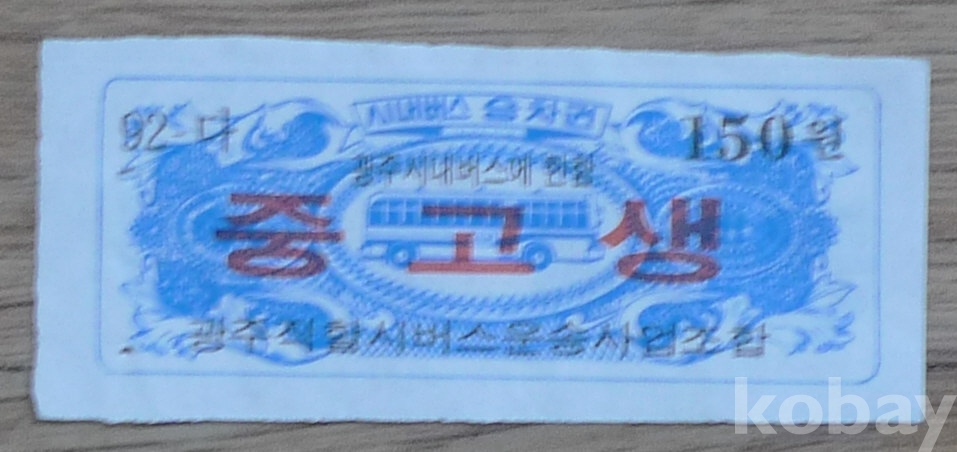 시내버스 승차권
92 다
150원
광주시내버스에 한함
중고생
광주직할시버스운송사업조합
kobay